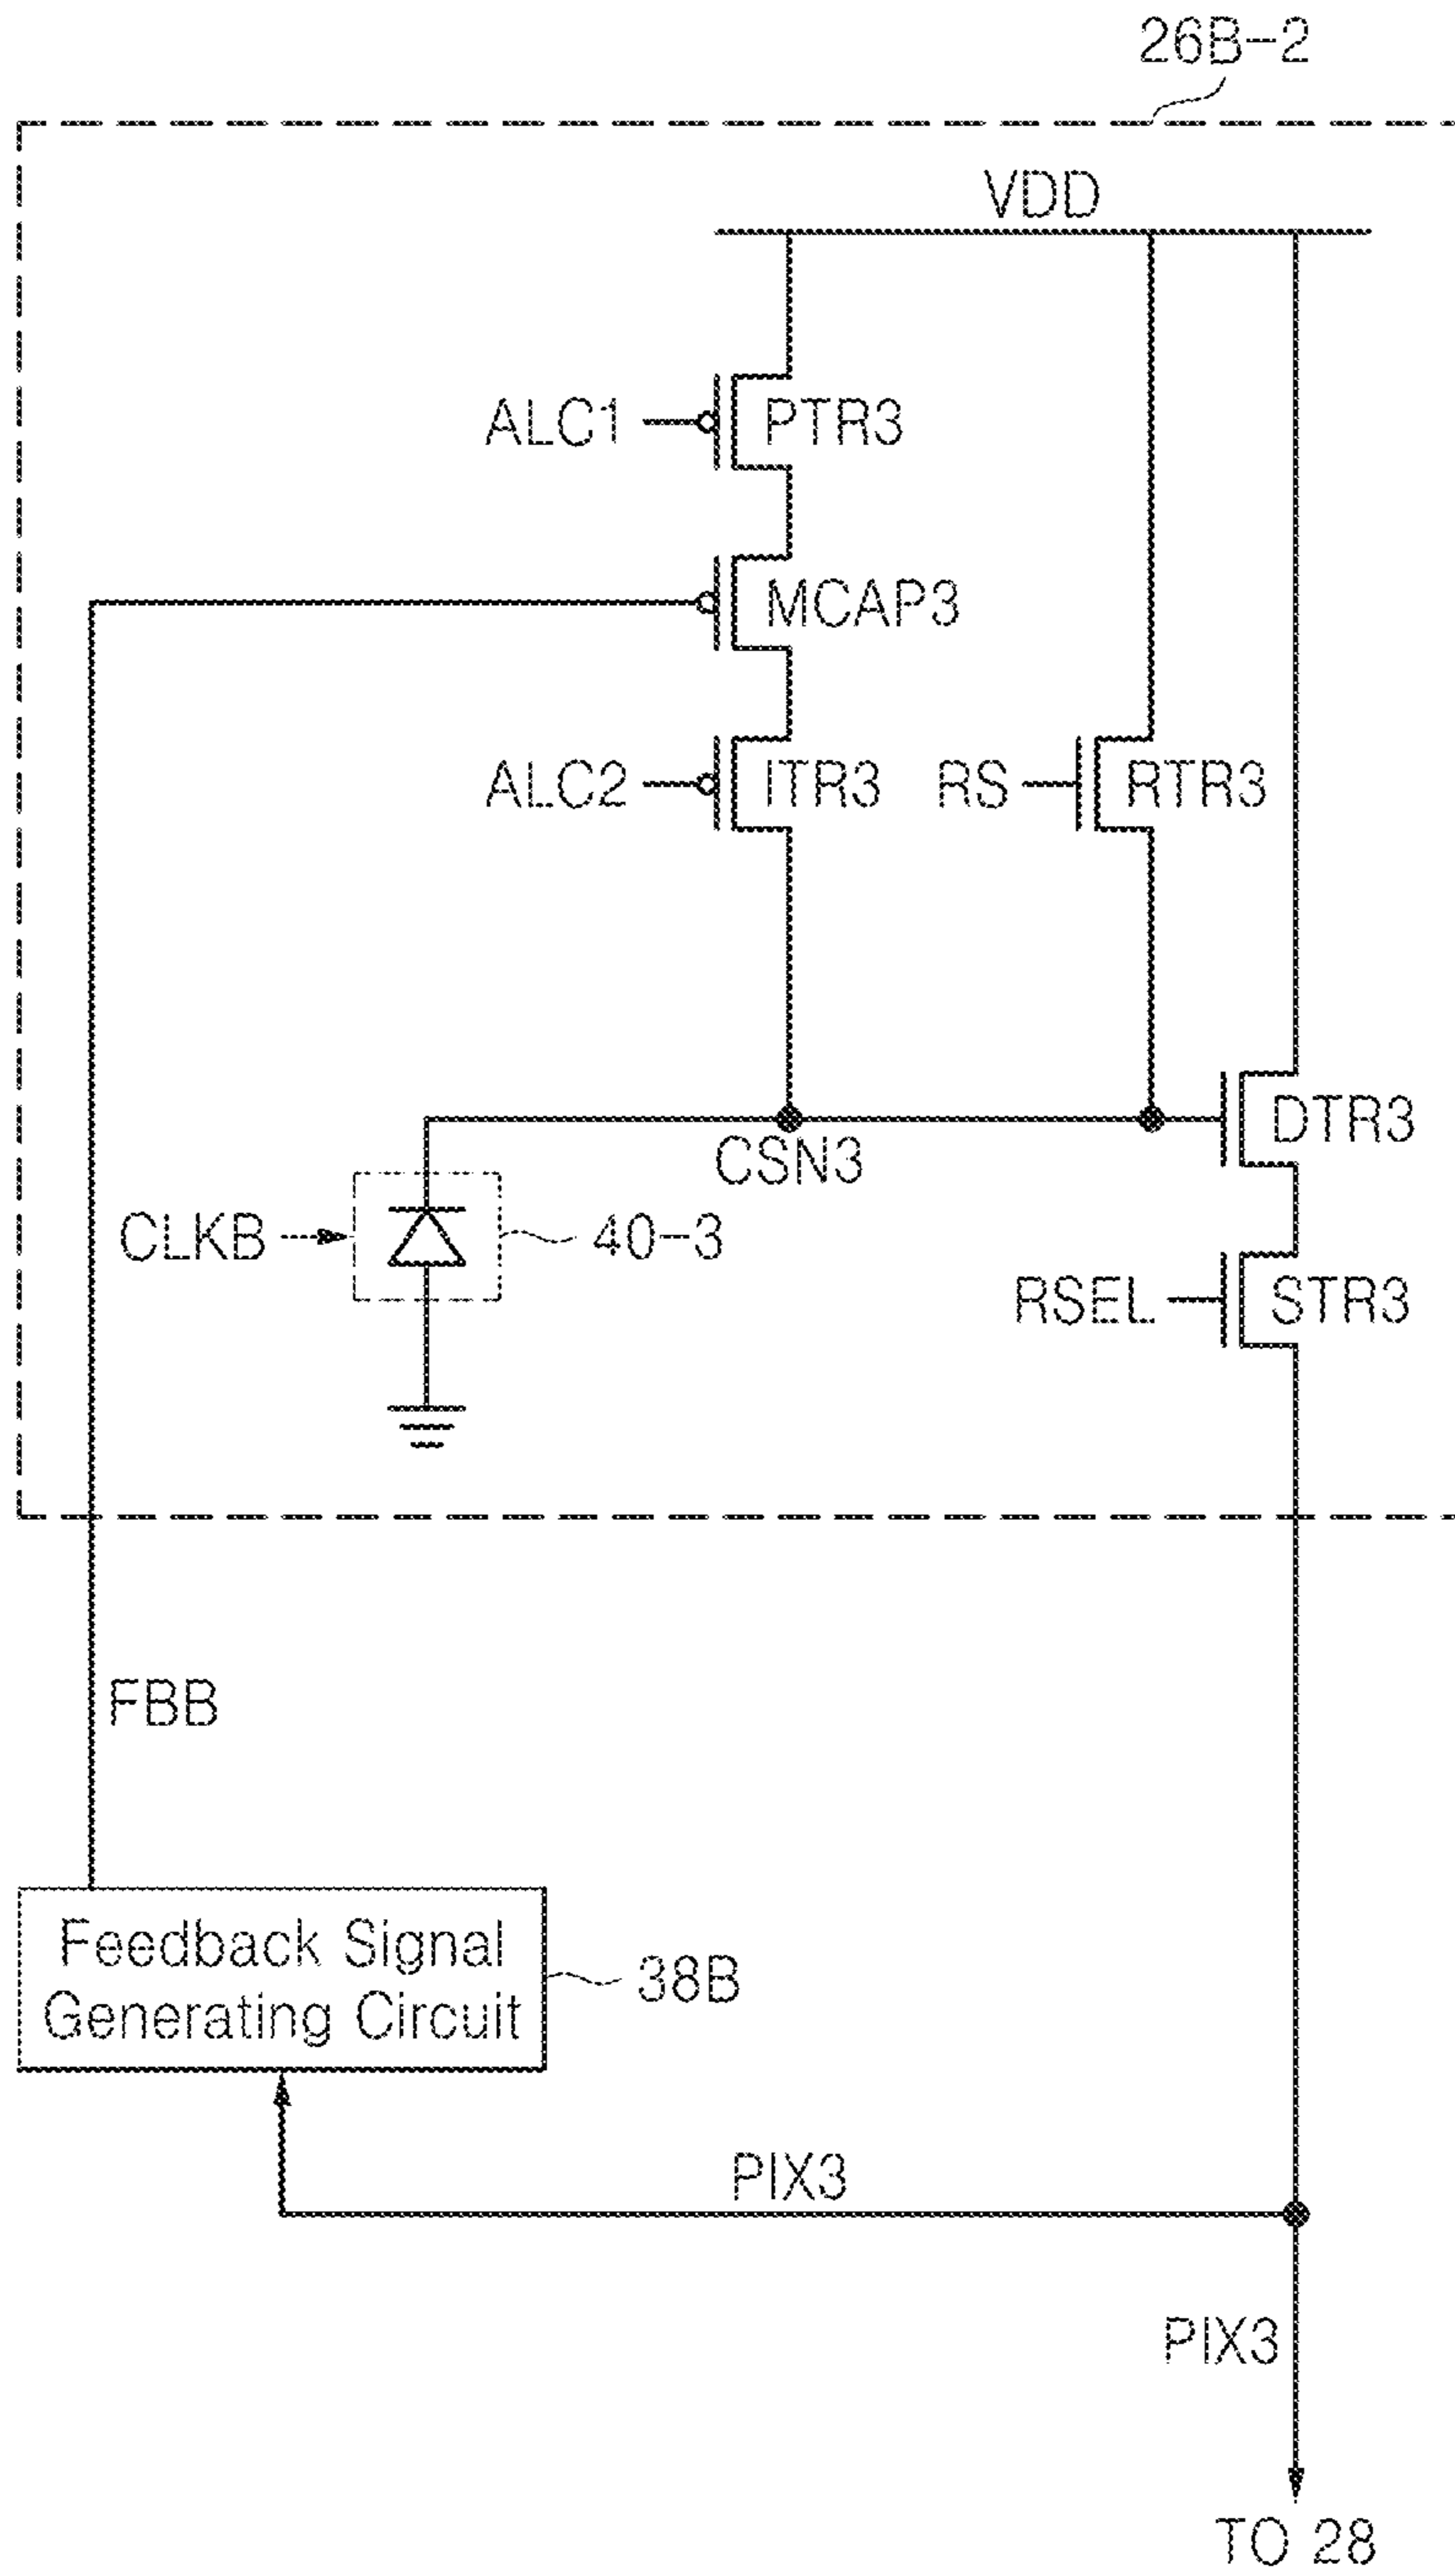 26B-2
VDD
ALC1
PTR3
MCAP3
ALC2
ITR3
RS
RTR3
DTR3
CSN3
CLKB
40-3
RSEL
STR3
FBB
Feedback Signal
Generating Circuit
38B
PIX3
PIX3
TO 28